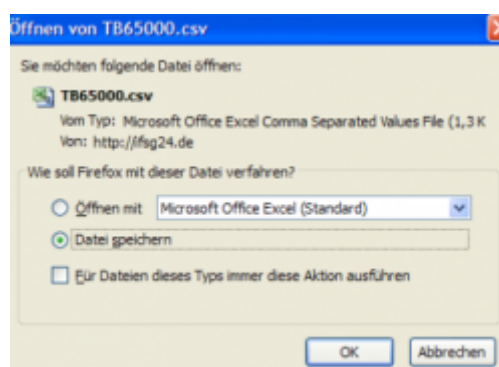 Öffnen von TB65000.csv
Sie möchten folgende Datei öffnen:
TB65000.csv
Vom Typ: Microsoft Office Excel Comma Separated Values File (1,3 K
Von: http://ifsg24.de
Wie soll Firefox mit dieser Datei verfahren?
Öffnen mit Microsoft Office Excel (Standard)
Datei speichern
Für Dateien dieses Typs immer diese Aktion ausführen
OK Abbrechen